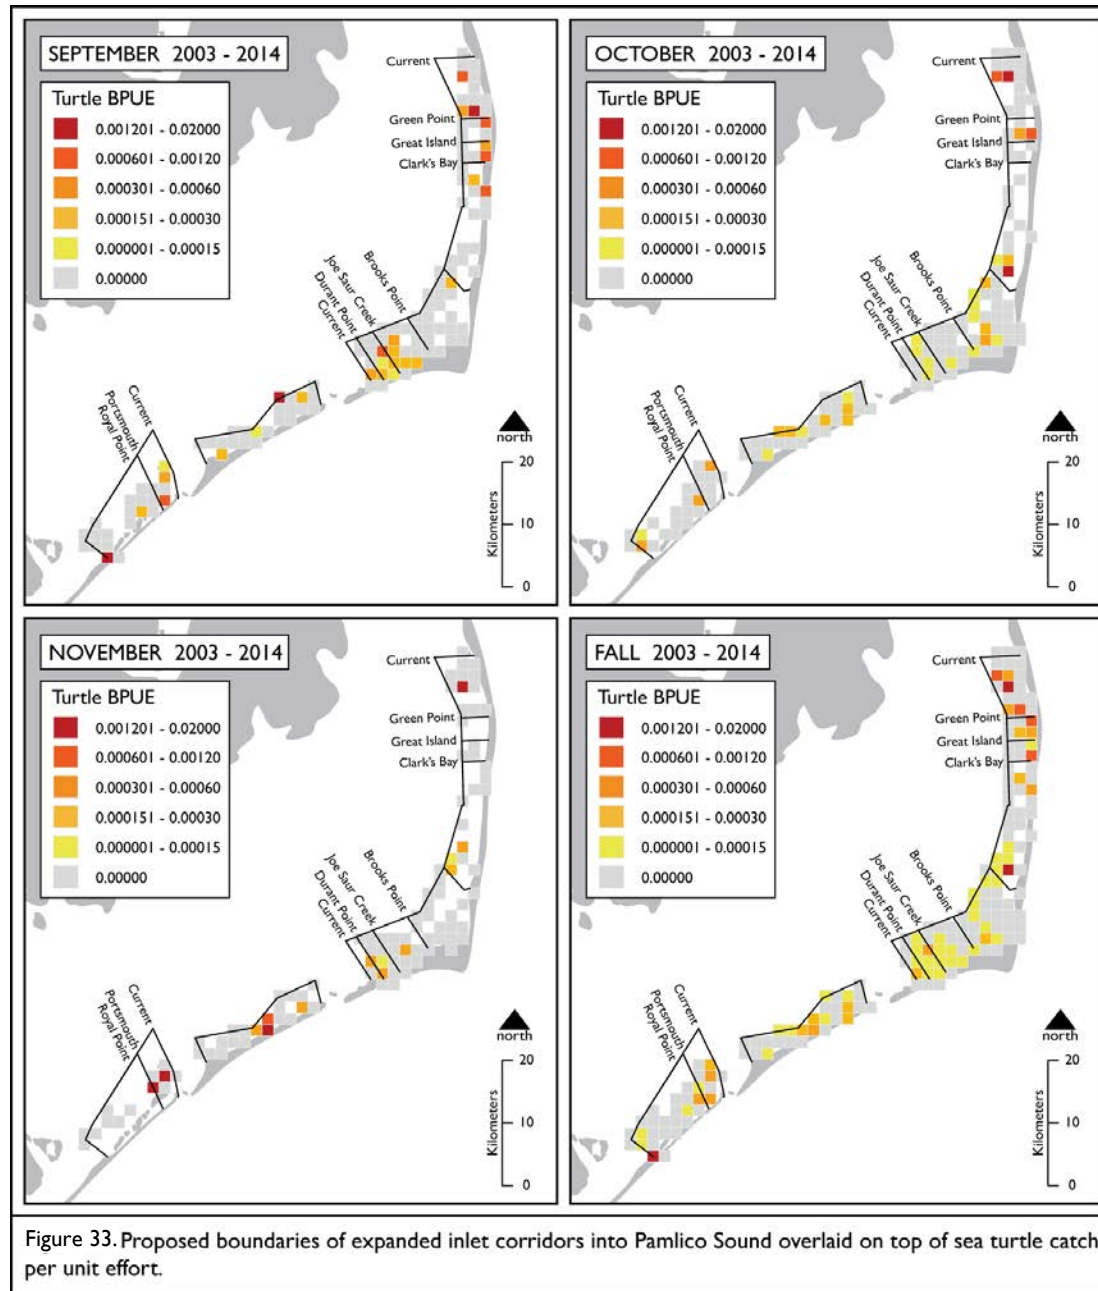 SEPTEMBER 2003 - 2014
Turtle BPUE
0.001201 - 0.02000
0.000601 - 0.00120
0.000301 - 0.00060
0.000151 - 0.00030
0.000001 - 0.00015
0.00000
Current
Green Point
Great Island
Clark's Bay
Brooks Point
Joe Saur Creek
Durant Point
Current
Current
Portsmouth
Royal Point
north
20
10
0
Kilometers
OCTOBER 2003 - 2014
Turtle BPUE
0.001201 - 0.02000
0.000601 - 0.00120
0.000301 - 0.00060
0.000151 - 0.00030
0.000001 - 0.00015
0.00000
Current
Green Point
Great Island
Clark's Bay
Brooks Point
Joe Saur Creek
Durant Point
Current
Current
Portsmouth
Royal Point
north
20
10
0
Kilometers
NOVEMBER 2003 - 2014
Turtle BPUE
0.001201 - 0.02000
0.000601 - 0.00120
0.000301 - 0.00060
0.000151 - 0.00030
0.000001 - 0.00015
0.00000
Current
Green Point
Great Island
Clark's Bay
Brooks Point
Joe Saur Creek
Durant Point
Current
Current
Portsmouth
Royal Point
north
20
10
0
Kilometers
FALL 2003 - 2014
Turtle BPUE
0.001201 - 0.02000
0.000601 - 0.00120
0.000301 - 0.00060
0.000151 - 0.00030
0.000001 - 0.00015
0.00000
Current
Green Point
Great Island
Clark's Bay
Brooks Point
Joe Saur Creek
Durant Point
Current
Current
Portsmouth
Royal Point
north
20
10
0
Kilometers
Figure 33. Proposed boundaries of expanded inlet corridors into Pamlico Sound overlaid on top of sea turtle catch
per unit effort.